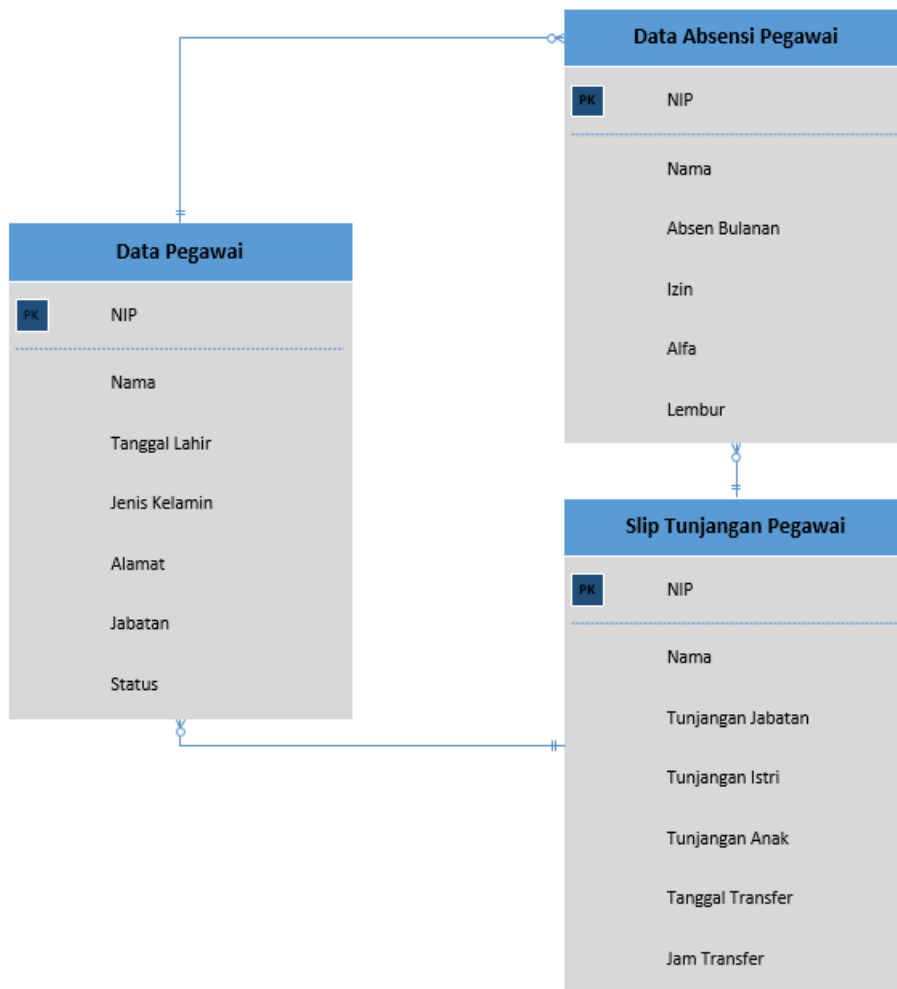 Data Absensi Pegawai
PK NIP
Nama
Absen Bulanan
Izin
Alfa
Lembur
Data Pegawai
PK NIP
Nama
Tanggal Lahir
Jenis Kelamin
Alamat
Jabatan
Status
Slip Tunjangan Pegawai
PK NIP
Nama
Tunjangan Jabatan
Tunjangan Istri
Tunjangan Anak
Tanggal Transfer
Jam Transfer